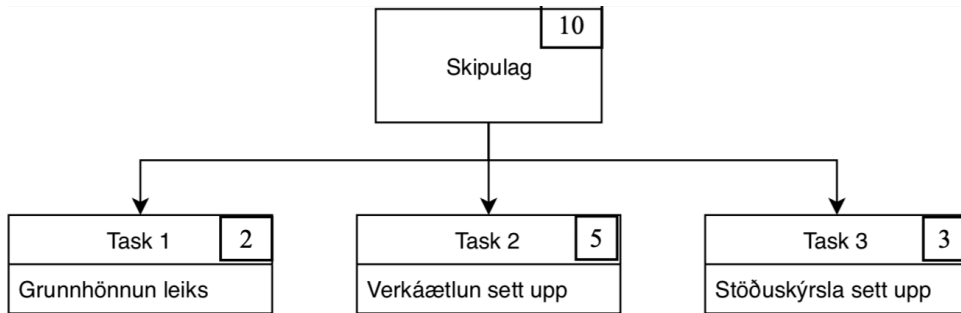 10
Skipulag
Task 1
2
Task 2
5
Task 3
3
Grunnhönnun leiks
Verkáætlun sett upp
Stöðuskýrsla sett upp